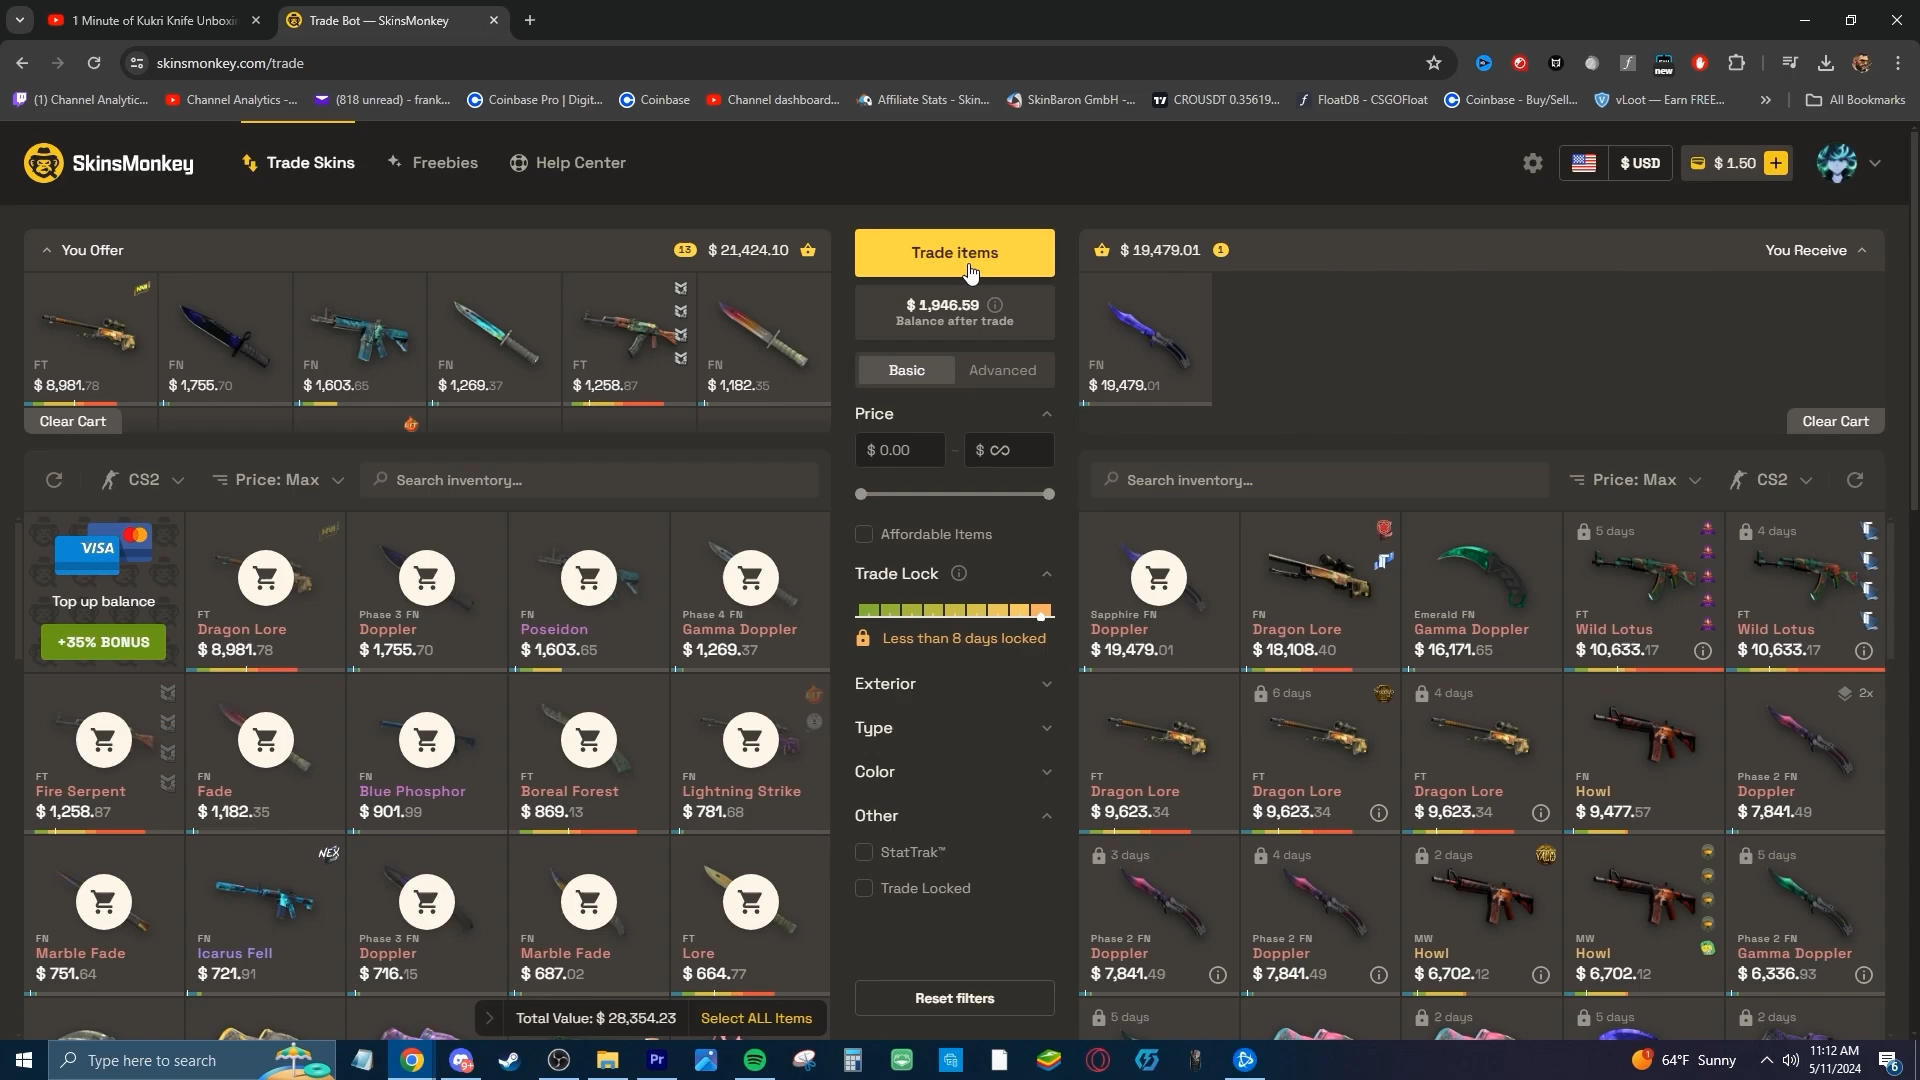 1 Minute of Kukri Knife Unboxin
Trade Bot — SkinsMonkey
skinsmonkey.com/trade
new
(1) Channel Analytic...
Channel Analytics -...
(818 unread) - frank...
Coinbase Pro | Digit...
Coinbase
Channel dashboard...
Affiliate Stats - Skin...
SkinBaron GmbH -...
CROUSDT 0.35619...
FloatDB - CSGOFloat
Coinbase - Buy/Sell...
vLoot — Earn FREE...
All Bookmarks
SkinsMonkey
Trade Skins
Freebies
Help Center
$ USD
$ 1.50
You Offer
13
$ 21,424.10
FT
$ 8,981.78
FN
$ 1,755.70
FN
$ 1,603.65
FN
$ 1,269.37
FT
$ 1,258.87
FN
$ 1,182.35
Clear Cart
Trade items
$ 1,946.59
Balance after trade
$ 19,479.01
1
You Receive
FN
$ 19,479.01
Clear Cart
CS2
Price: Max
Search inventory...
VISA
Top up balance
+35% BONUS
FT
Dragon Lore
$ 8,981.78
Phase 3 FN
Doppler
$ 1,755.70
FN
Poseidon
$ 1,603.65
Phase 4 FN
Gamma Doppler
$ 1,269.37
FT
Fire Serpent
$ 1,258.87
FN
Fade
$ 1,182.35
FN
Blue Phosphor
$ 901.99
FT
Boreal Forest
$ 869.13
FN
Lightning Strike
$ 781.68
FN
Marble Fade
$ 751.64
NEX
FN
Icarus Fell
$ 721.91
Phase 3 FN
Doppler
$ 716.15
FN
Marble Fade
$ 687.02
FT
Lore
$ 664.77
Total Value: $ 28,354.23
Select ALL Items
Basic
Advanced
Price
$ 0.00
$ ∞
Affordable Items
Trade Lock
Less than 8 days locked
Exterior
Type
Color
Other
StatTrak™
Trade Locked
Reset filters
Search inventory...
Price: Max
CS2
Sapphire FN
Doppler
$ 19,479.01
FN
Dragon Lore
$ 18,108.40
Emerald FN
Gamma Doppler
$ 16,171.65
5 days
FT
Wild Lotus
$ 10,633.17
4 days
FT
Wild Lotus
$ 10,633.17
FT
Dragon Lore
$ 9,623.34
6 days
FT
Dragon Lore
$ 9,623.34
4 days
FT
Dragon Lore
$ 9,623.34
FN
Howl
$ 9,477.57
2x
Phase 2 FN
Doppler
$ 7,841.49
3 days
Phase 2 FN
Doppler
$ 7,841.49
4 days
Phase 2 FN
Doppler
$ 7,841.49
2 days
MW
Howl
$ 6,702.12
MW
Howl
$ 6,702.12
5 days
Phase 2 FN
Gamma Doppler
$ 6,336.93
5 days
2 days
5 days
2 days
Type here to search
9+
Pr
64°F Sunny
11:12 AM
5/11/2024
6